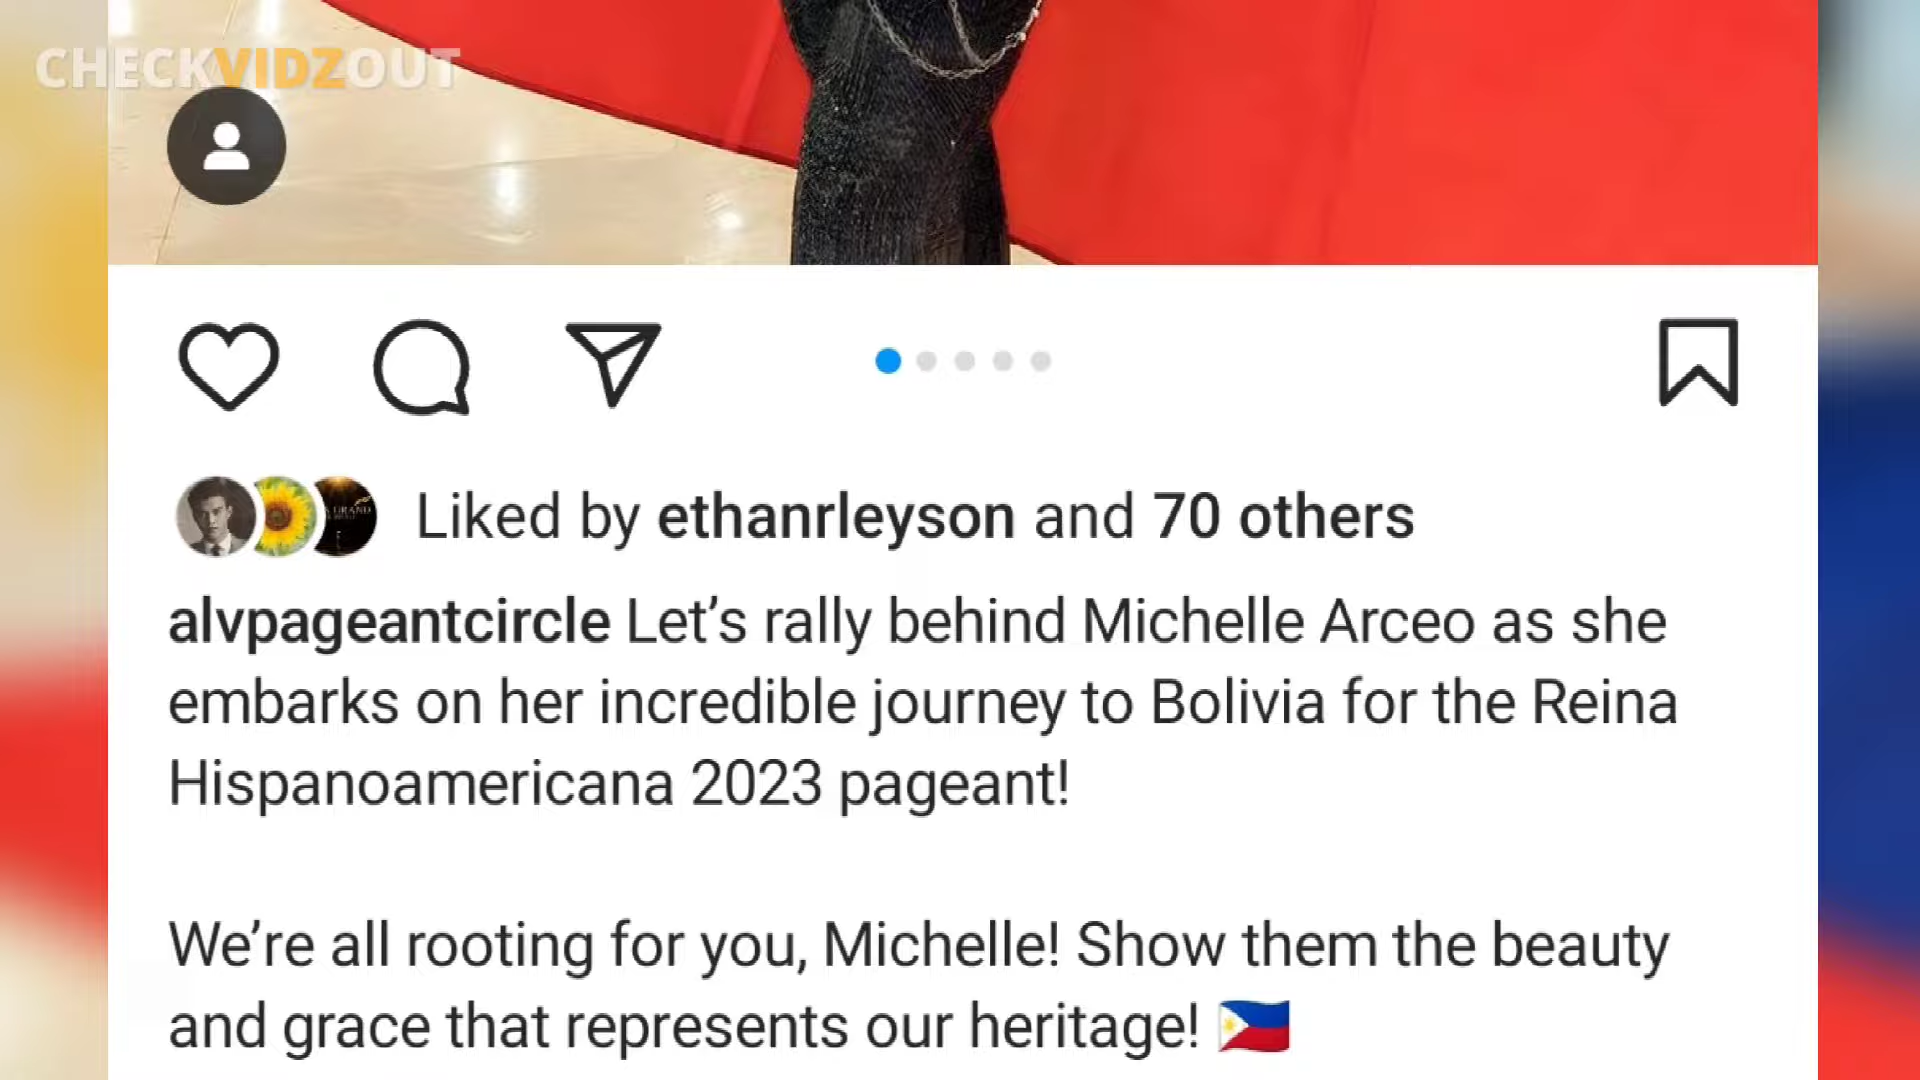 CHECKVIDZOUT
Liked by ethanrleyson and 70 others
alvpageantcircle Let’s rally behind Michelle Arceo as she
embarks on her incredible journey to Bolivia for the Reina
Hispanoamericana 2023 pageant!
We’re all rooting for you, Michelle! Show them the beauty
and grace that represents our heritage! 🇵🇭